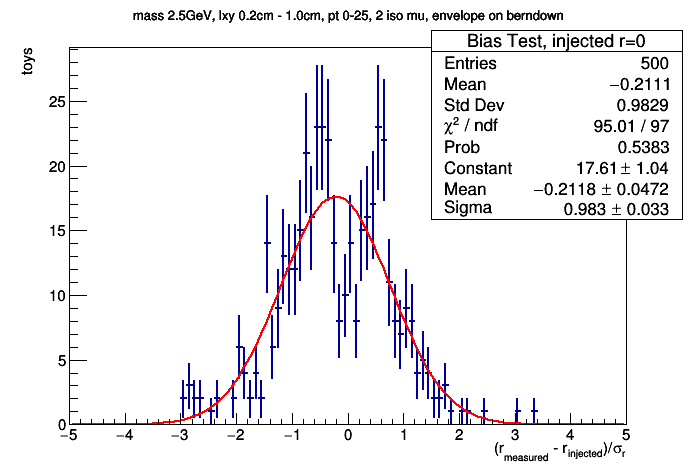 mass 2.5GeV, lxy 0.2cm - 1.0cm, pt 0-25, 2 iso mu, envelope on berndown
Bias Test, injected r=0
Entries 500
Mean −0.2111
Std Dev 0.9829
χ² / ndf 95.01 / 97
Prob 0.5383
Constant 17.61 ± 1.04
Mean −0.2118 ± 0.0472
Sigma 0.983 ± 0.033
toys
25
20
15
10
5
0
−5 −4 −3 −2 −1 0 1 2 3 4 5
(r_measured - r_injected)/σ_r